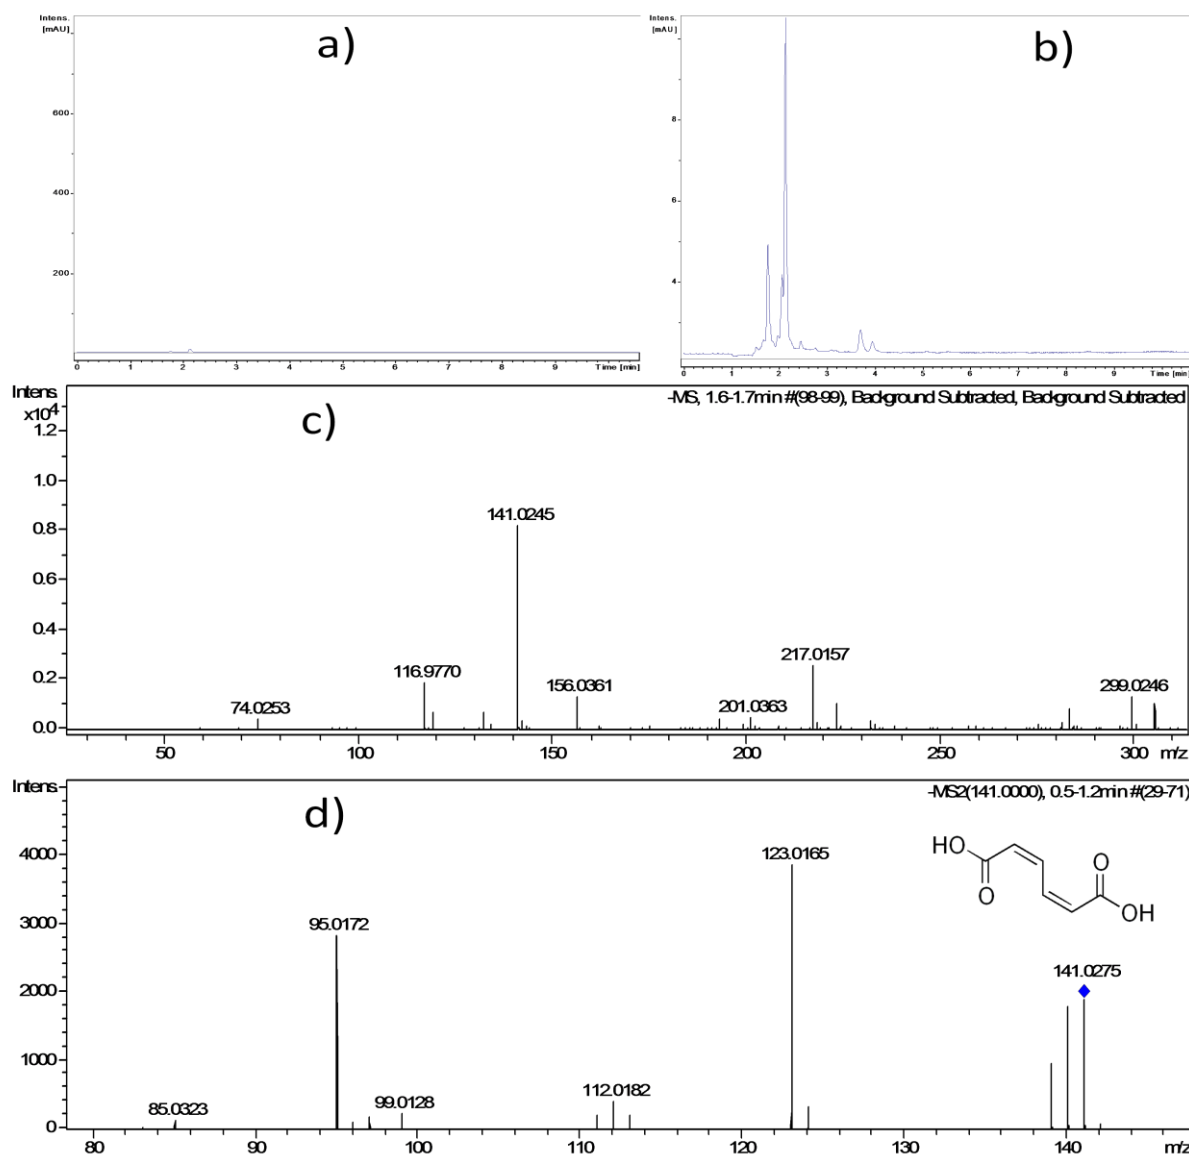 Intens.
[mAU]
a)
600
400
200
0 1 2 3 4 5 6 7 8 9 Time [min]
Intens.
[mAU]
b)
8
6
4
0 1 2 3 4 5 6 7 8 9 Time [min]
Intens.
x10⁴
-MS, 1.6-1.7min #(98-99), Background Subtracted, Background Subtracted
c)
1.2
1.0
0.8
0.6
0.4
0.2
0.0
141.0245
116.9770
217.0157
156.0361
299.0246
74.0253
201.0363
50 100 150 200 250 300 m/z
Intens.
-MS2(141.0000), 0.5-1.2min #(29-71)
d)
4000
3000
2000
1000
0
123.0165
HO
O
O
OH
95.0172
141.0275
112.0182
99.0128
85.0323
80 90 100 110 120 130 140 m/z